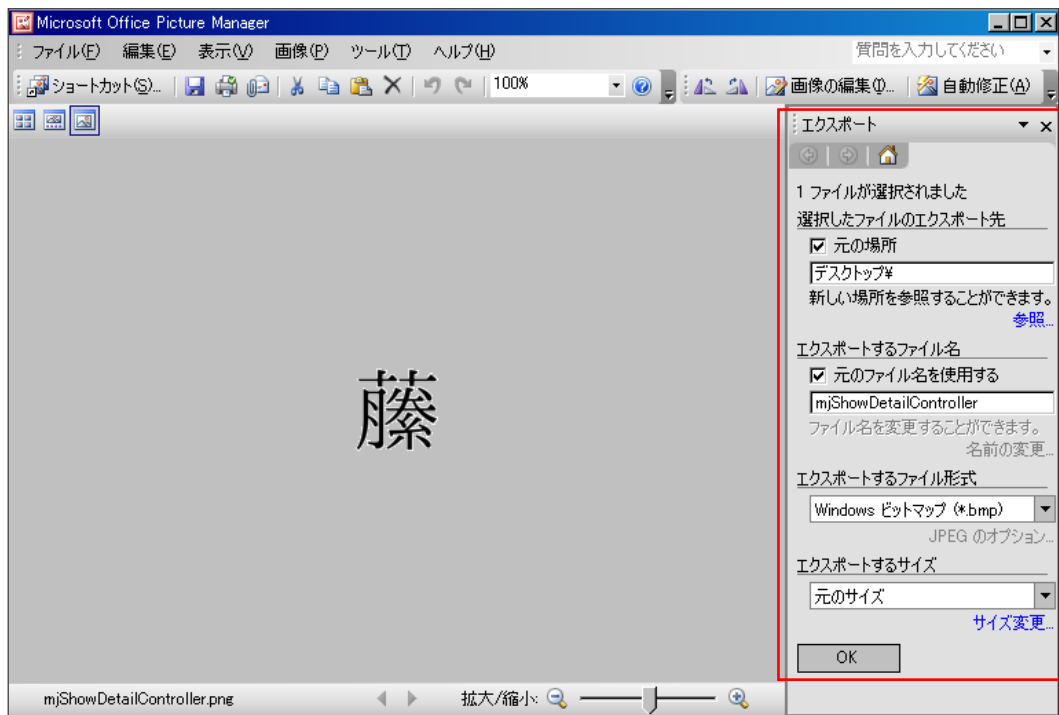 Microsoft Office Picture Manager
ファイル(F) 編集(E) 表示(V) 画像(P) ツール(T) ヘルプ(H) 質問を入力してください
ショートカット(S)... 100% 画像の編集(I)... 自動修正(A)
エクスポート
1 ファイルが選択されました
選択したファイルのエクスポート先
元の場所
デスクトップ¥
新しい場所を参照することができます。
参照...
エクスポートするファイル名
元のファイル名を使用する
mjShowDetailController
ファイル名を変更することができます。
名前の変更...
エクスポートするファイル形式
Windows ビットマップ (*.bmp)
JPEG のオプション...
エクスポートするサイズ
元のサイズ
サイズ変更...
OK
mjShowDetailController.png 拡大/縮小: